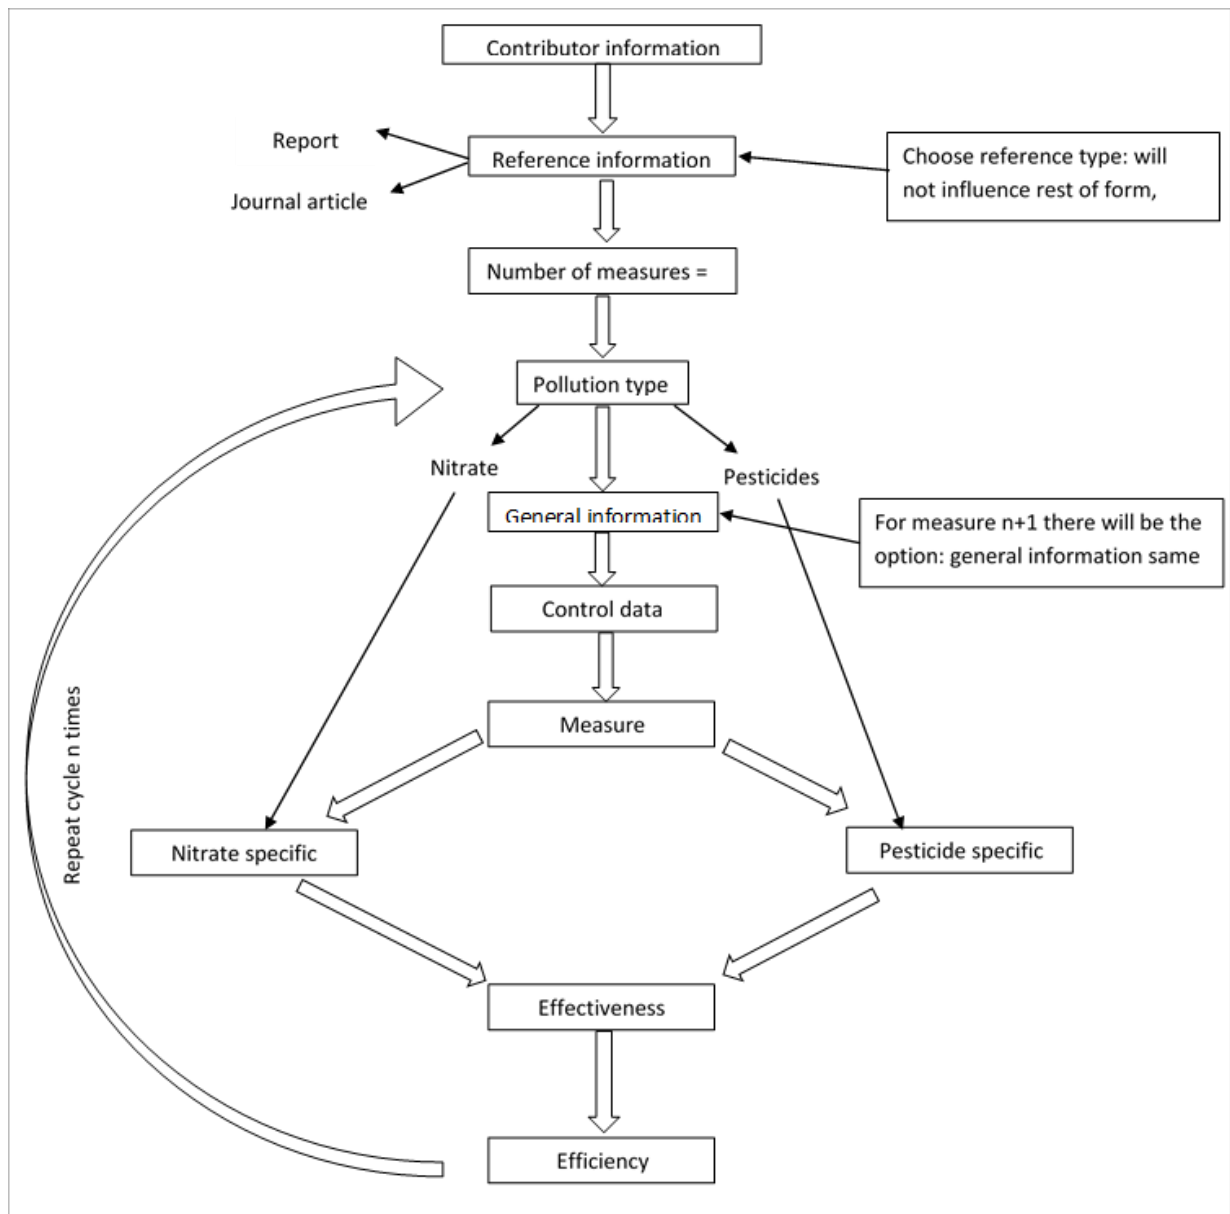 Contributor information
Report
Reference information
Choose reference type: will
not influence rest of form,
Journal article
Number of measures =
Pollution type
Nitrate
Pesticides
General information
For measure n+1 there will be the
option: general information same
Control data
Measure
Repeat cycle n times
Nitrate specific
Pesticide specific
Effectiveness
Efficiency